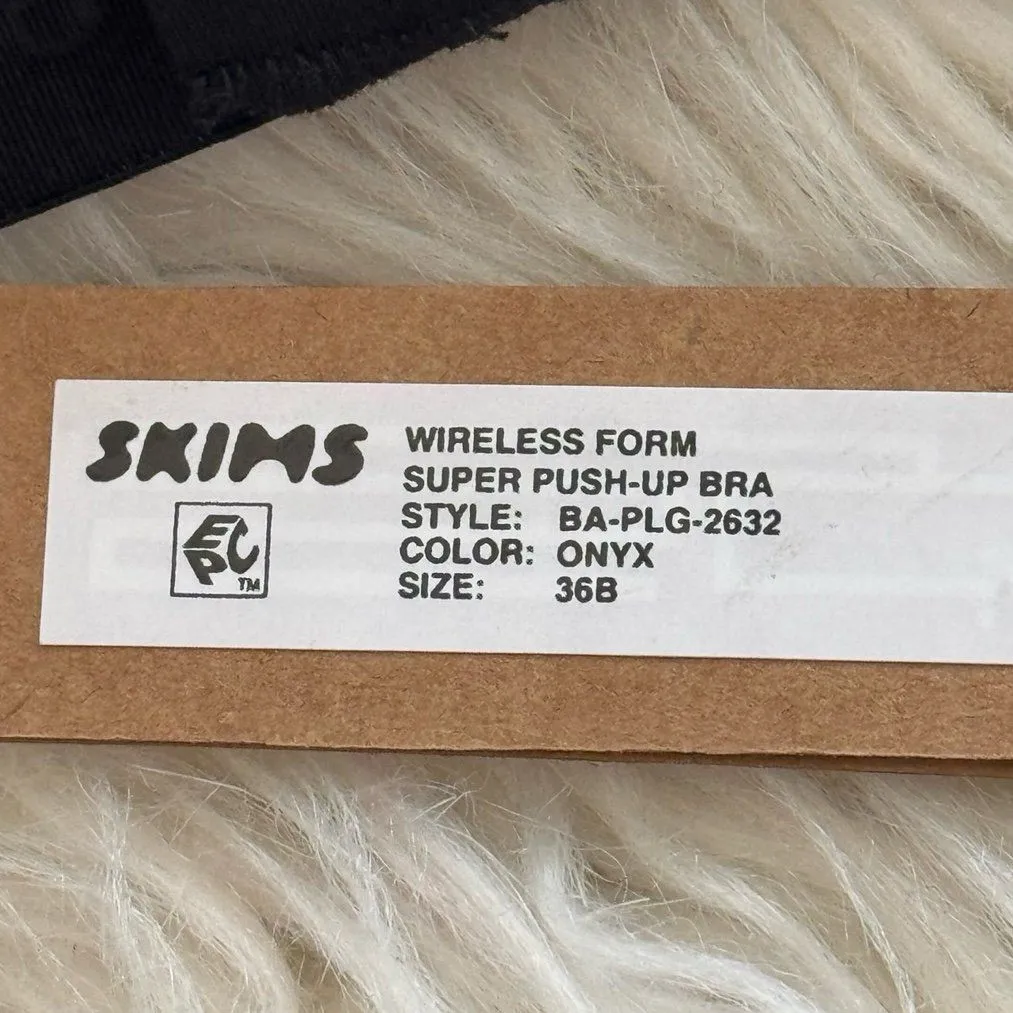 SKIMS
WIRELESS FORM
SUPER PUSH-UP BRA
STYLE: BA-PLG-2632
COLOR: ONYX
SIZE: 36B
EPC
TM